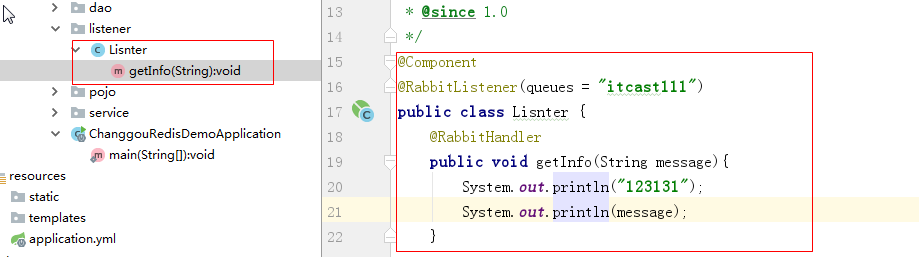 dao
listener
Lisnter
getInfo(String):void
pojo
service
ChanggouRedisDemoApplication
main(String[]):void
resources
static
templates
application.yml
13 * @since 1.0
14 */
15 @Component
16 @RabbitListener(queues = "itcast111")
17 public class Lisnter {
18 @RabbitHandler
19 public void getInfo(String message){
20 System.out.println("123131");
21 System.out.println(message);
22 }